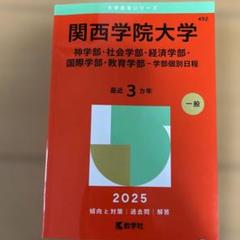 大学赤本シリーズ
492
関西学院大学
神学部・社会学部・経済学部・
国際学部・教育学部－学部個別日程
最近3カ年
一般
2025
傾向と対策｜過去問｜解答
教学社